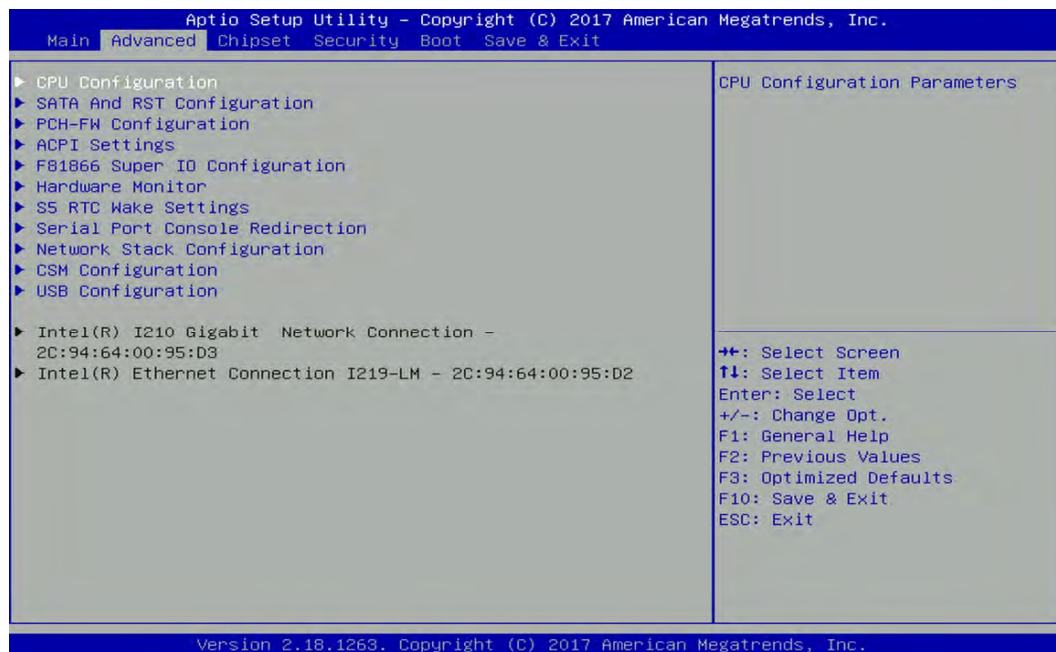 Aptio Setup Utility – Copyright (C) 2017 American Megatrends, Inc.
Main Advanced Chipset Security Boot Save & Exit
▶ CPU Configuration
▶ SATA And RST Configuration
▶ PCH-FW Configuration
▶ ACPI Settings
▶ F81866 Super IO Configuration
▶ Hardware Monitor
▶ S5 RTC Wake Settings
▶ Serial Port Console Redirection
▶ Network Stack Configuration
▶ CSM Configuration
▶ USB Configuration
▶ Intel(R) I210 Gigabit  Network Connection –
2C:94:64:00:95:D3
▶ Intel(R) Ethernet Connection I219-LM – 2C:94:64:00:95:D2
CPU Configuration Parameters
→←: Select Screen
↑↓: Select Item
Enter: Select
+/-: Change Opt.
F1: General Help
F2: Previous Values
F3: Optimized Defaults
F10: Save & Exit
ESC: Exit
Version 2.18.1263. Copyright (C) 2017 American Megatrends, Inc.